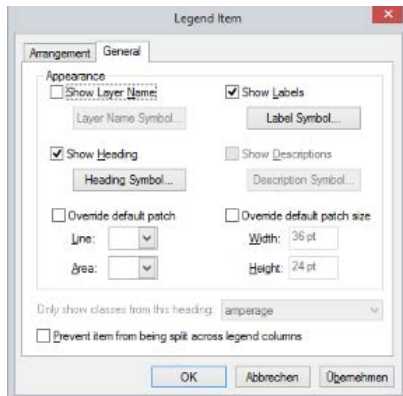 Legend Item
Arrangement General
Appearance
Show Layer Name Show Labels
Layer Name Symbol... Label Symbol...
Show Heading Show Descriptions
Heading Symbol... Description Symbol...
Override default patch Override default patch size
Line: Width: 36 pt
Area: Height: 24 pt
Only show classes from this heading: amperage
Prevent item from being split across legend columns
OK Abbrechen Übernehmen